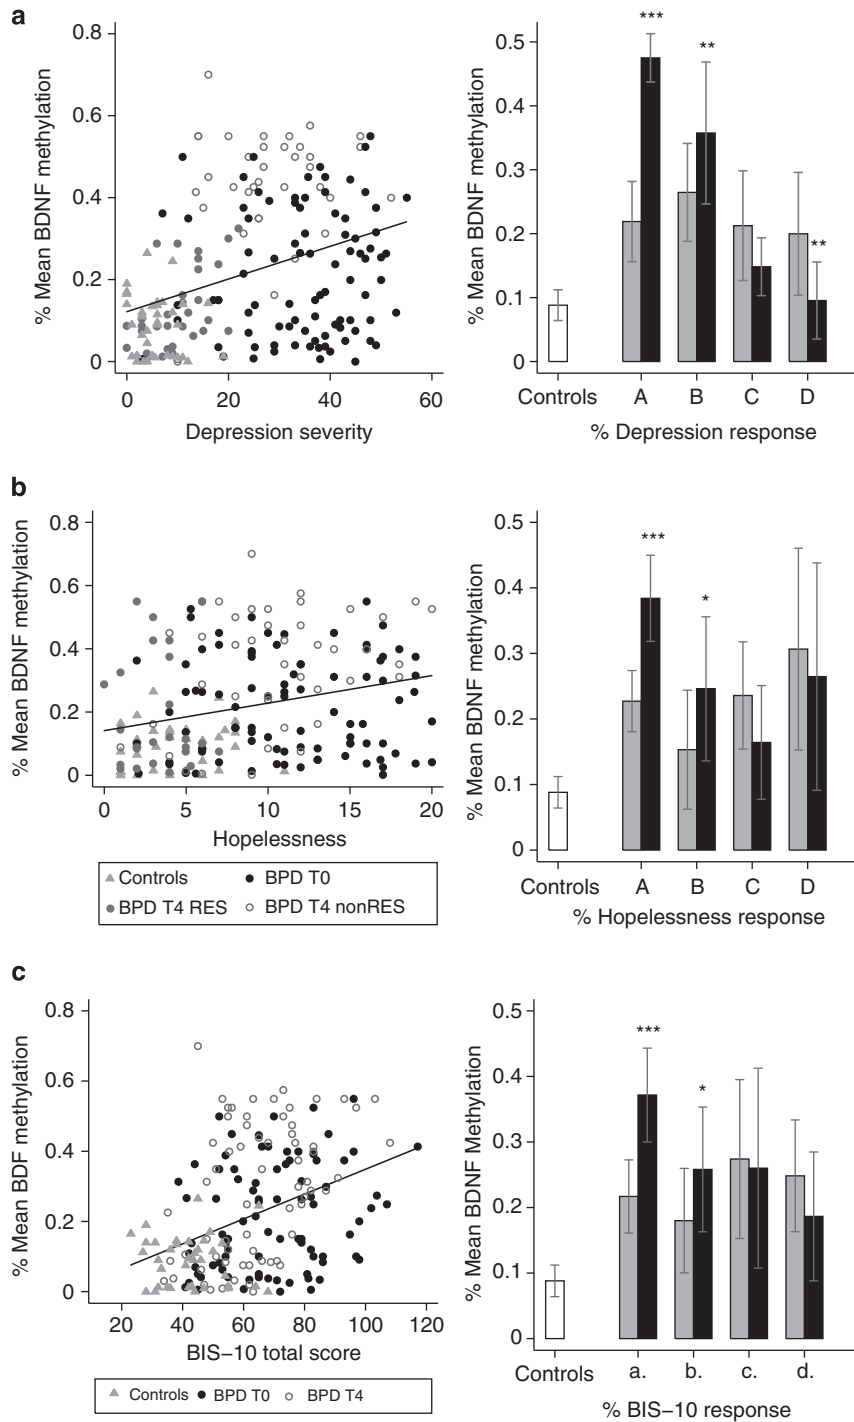 a
% Mean BDNF methylation
0.8
0.6
0.4
0.2
0
0 20 40 60
Depression severity
% Mean BDNF methylation
0.5
0.4
0.3
0.2
0.1
0
***
**
**
Controls A B C D
% Depression response
b
% Mean BDNF methylation
0.8
0.6
0.4
0.2
0
0 5 10 15 20
Hopelessness
Controls BPD T0
BPD T4 RES BPD T4 nonRES
% Mean BDNF methylation
0.5
0.4
0.3
0.2
0.1
0
***
*
Controls A B C D
% Hopelessness response
c
% Mean BDF methylation
0.8
0.6
0.4
0.2
0
20 40 60 80 100 120
BIS−10 total score
Controls BPD T0 BPD T4
% Mean BDNF Methylation
0.5
0.4
0.3
0.2
0.1
0
***
*
Controls a. b. c. d.
% BIS−10 response